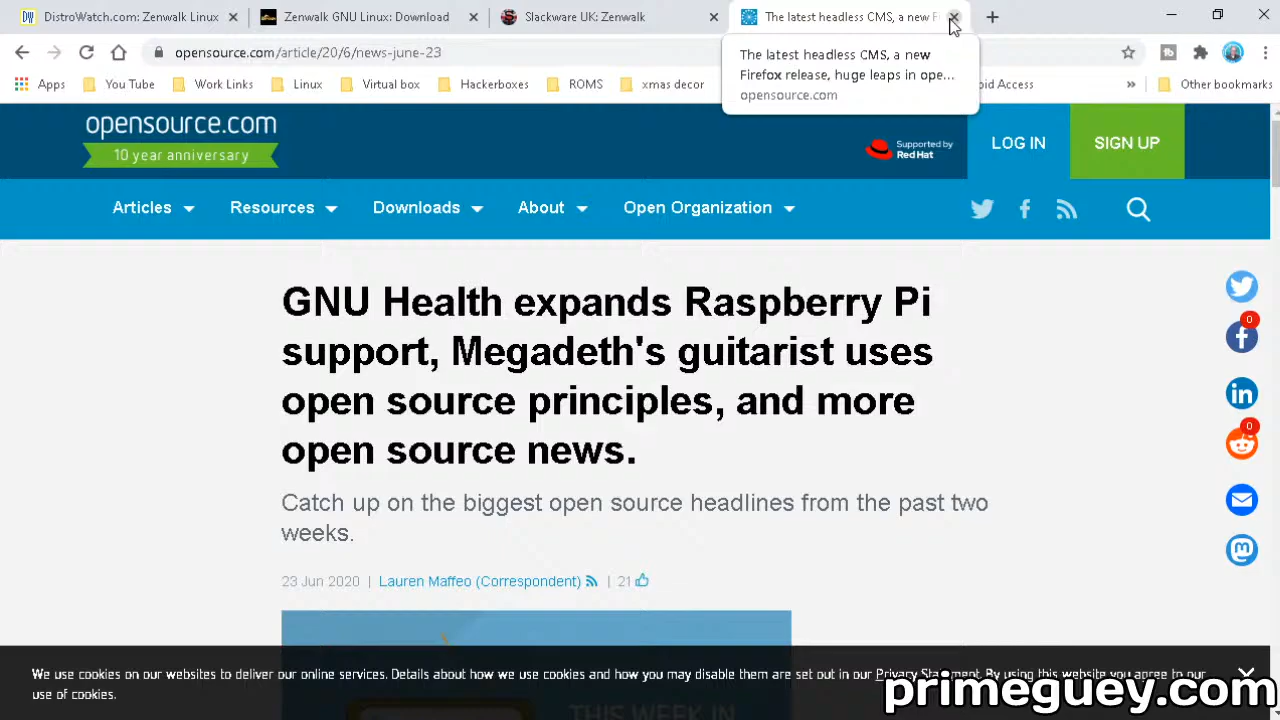 DistroWatch.com: Zenwalk Linux
Zenwalk GNU Linux: Download
Slackware UK: Zenwalk
The latest headless CMS, a new F
opensource.com/article/20/6/news-june-23
The latest headless CMS, a new
Firefox release, huge leaps in ope...
opensource.com
Apps
You Tube
Work Links
Linux
Virtual box
Hackerboxes
ROMS
xmas decor
oid Access
»
Other bookmarks
opensource.com
10 year anniversary
Supported by
Red Hat
LOG IN
SIGN UP
Articles
Resources
Downloads
About
Open Organization
GNU Health expands Raspberry Pi
support, Megadeth's guitarist uses
open source principles, and more
open source news.
Catch up on the biggest open source headlines from the past two
weeks.
23 Jun 2020 | Lauren Maffeo (Correspondent) | 21
0
0
THIS WEEK IN
We use cookies on our websites to deliver our online services. Details about how we use cookies and how you may disable them are set out in our Privacy Statement. By using this website you agree to our
use of cookies.
primeguey.com